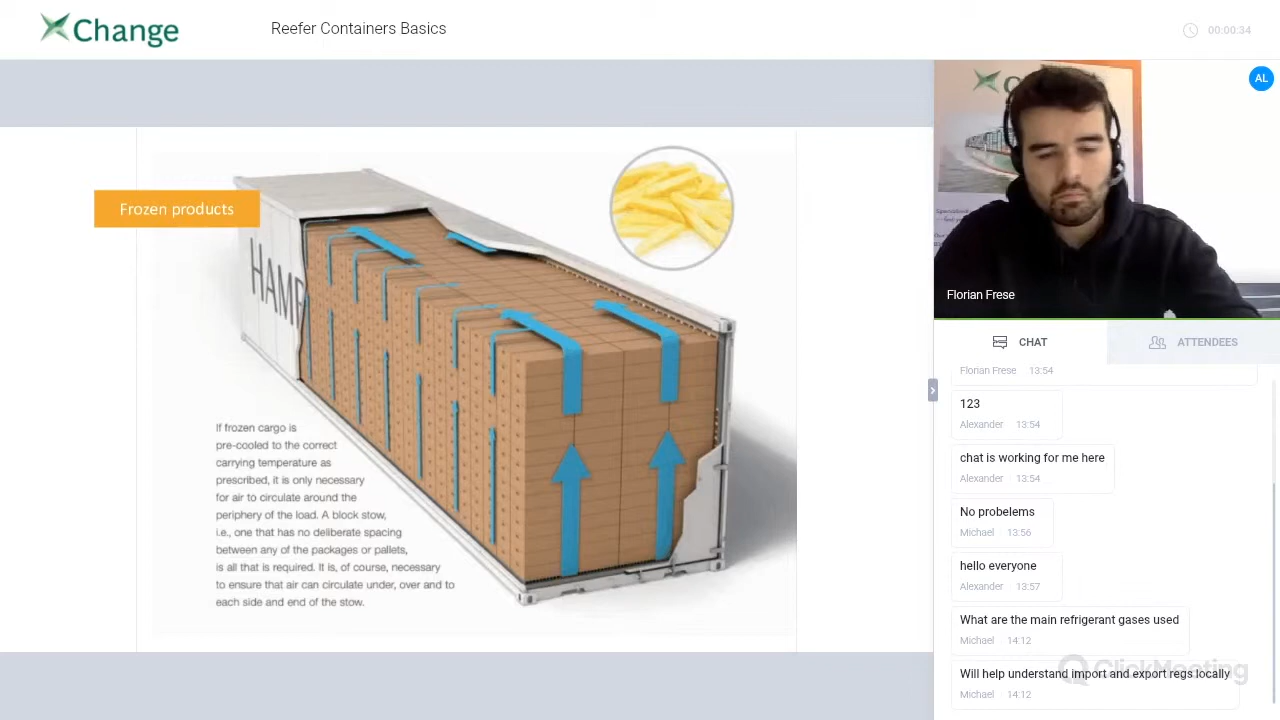 xChange
Reefer Containers Basics
00:00:34
AL
Frozen products
HAMB
If frozen cargo is
pre-cooled to the correct
carrying temperature as
prescribed, it is only necessary
for air to circulate around the
periphery of the load. A block stow,
i.e., one that has no deliberate spacing
between any of the packages or pallets,
is all that is required. It is, of course, necessary
to ensure that air can circulate under, over and to
each side and end of the stow.
Florian Frese
CHAT
ATTENDEES
Florian Frese 13:54
123
Alexander 13:54
chat is working for me here
Alexander 13:54
No probelems
Michael 13:56
hello everyone
Alexander 13:57
What are the main refrigerant gases used
Michael 14:12
Will help understand import and export regs locally
Michael 14:12
ClickMeeting